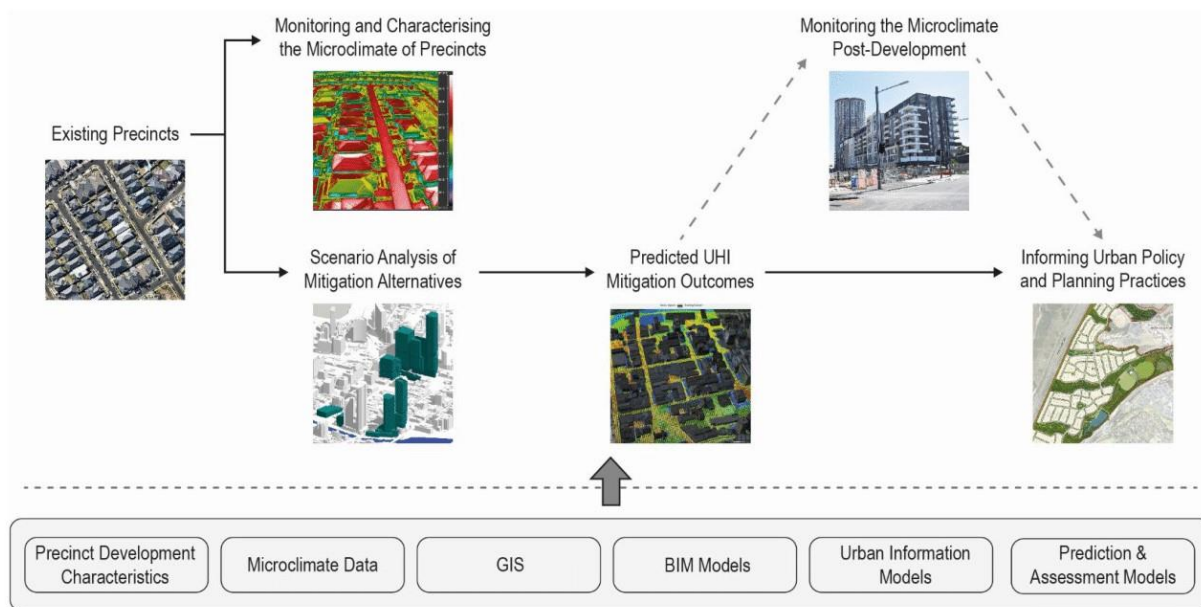 Monitoring and Characterising
the Microclimate of Precincts
Monitoring the Microclimate
Post-Development
Existing Precincts
Scenario Analysis of
Mitigation Alternatives
Predicted UHI
Mitigation Outcomes
Informing Urban Policy
and Planning Practices
Precinct Development
Characteristics
Microclimate Data
GIS
BIM Models
Urban Information
Models
Prediction &
Assessment Models